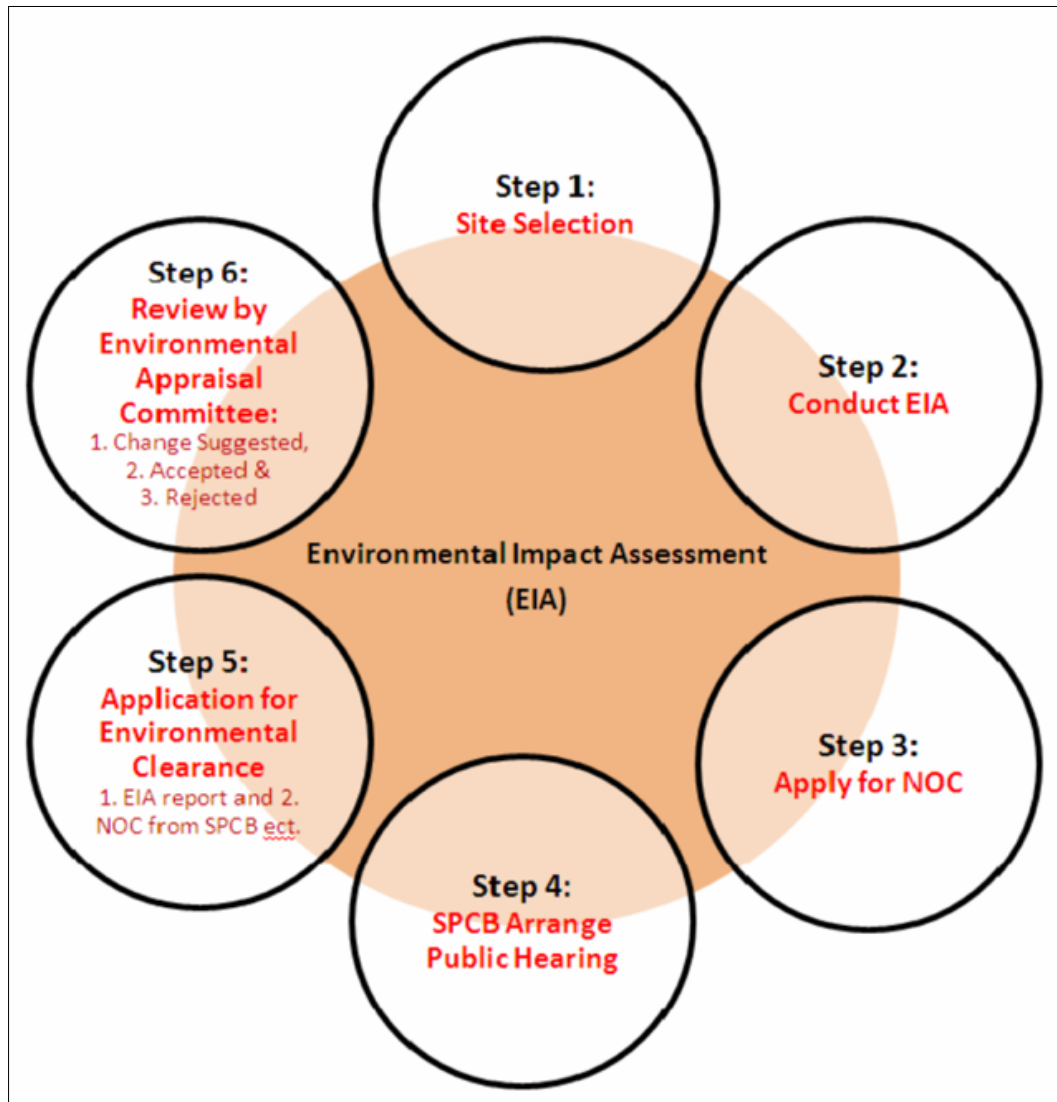 Step 1:
Site Selection
Step 2:
Conduct EIA
Step 3:
Apply for NOC
Step 4:
SPCB Arrange
Public Hearing
Step 5:
Application for
Environmental
Clearance
1. EIA report and 2.
NOC from SPCB ect.
Step 6:
Review by
Environmental
Appraisal
Committee:
1. Change Suggested,
2. Accepted &
3. Rejected
Environmental Impact Assessment
(EIA)